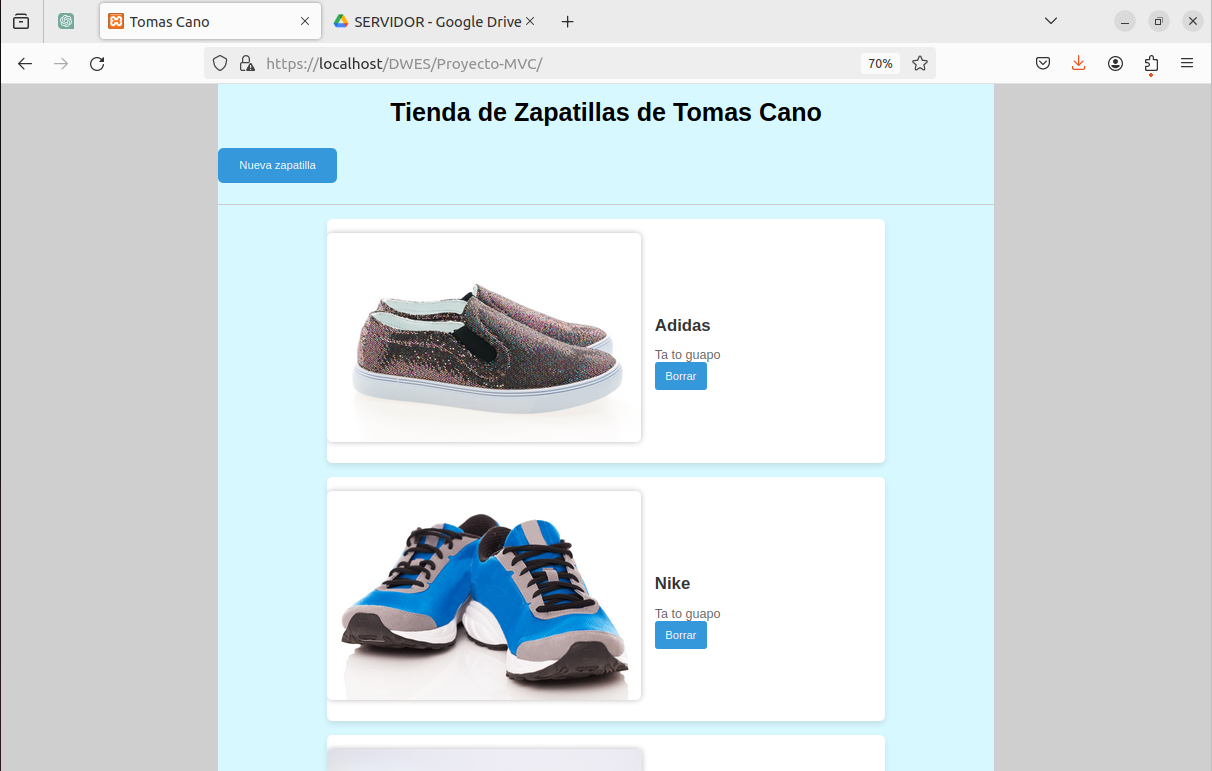 Tomas Cano
SERVIDOR - Google Drive
https://localhost/DWES/Proyecto-MVC/
70%
Tienda de Zapatillas de Tomas Cano
Nueva zapatilla
Adidas
Ta to guapo
Borrar
Nike
Ta to guapo
Borrar